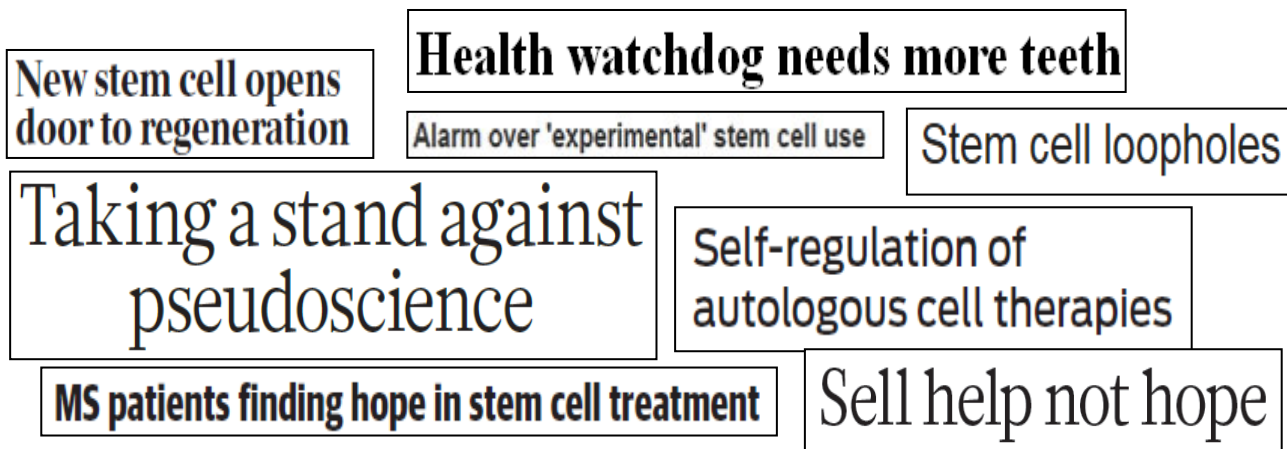 New stem cell opens
door to regeneration
Health watchdog needs more teeth
Alarm over 'experimental' stem cell use
Stem cell loopholes
Taking a stand against
pseudoscience
Self-regulation of
autologous cell therapies
MS patients finding hope in stem cell treatment
Sell help not hope